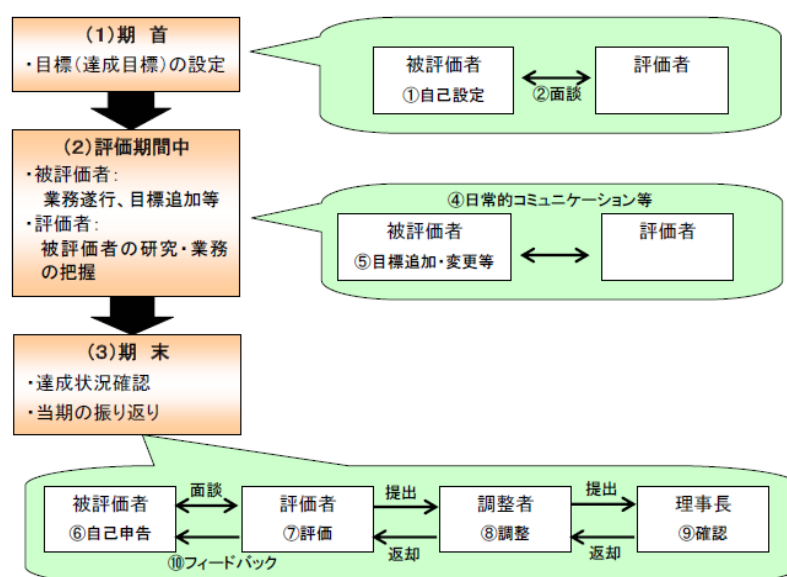 (1)期 首
・目標(達成目標)の設定
被評価者
①自己設定
②面談
評価者
(2)評価期間中
・被評価者:
業務遂行、目標追加等
・評価者:
被評価者の研究・業務
の把握
④日常的コミュニケーション等
被評価者
⑤目標追加・変更等
評価者
(3)期 末
・達成状況確認
・当期の振り返り
被評価者
⑥自己申告
面談
評価者
⑦評価
提出
返却
調整者
⑧調整
提出
返却
理事長
⑨確認
⑩フィードバック